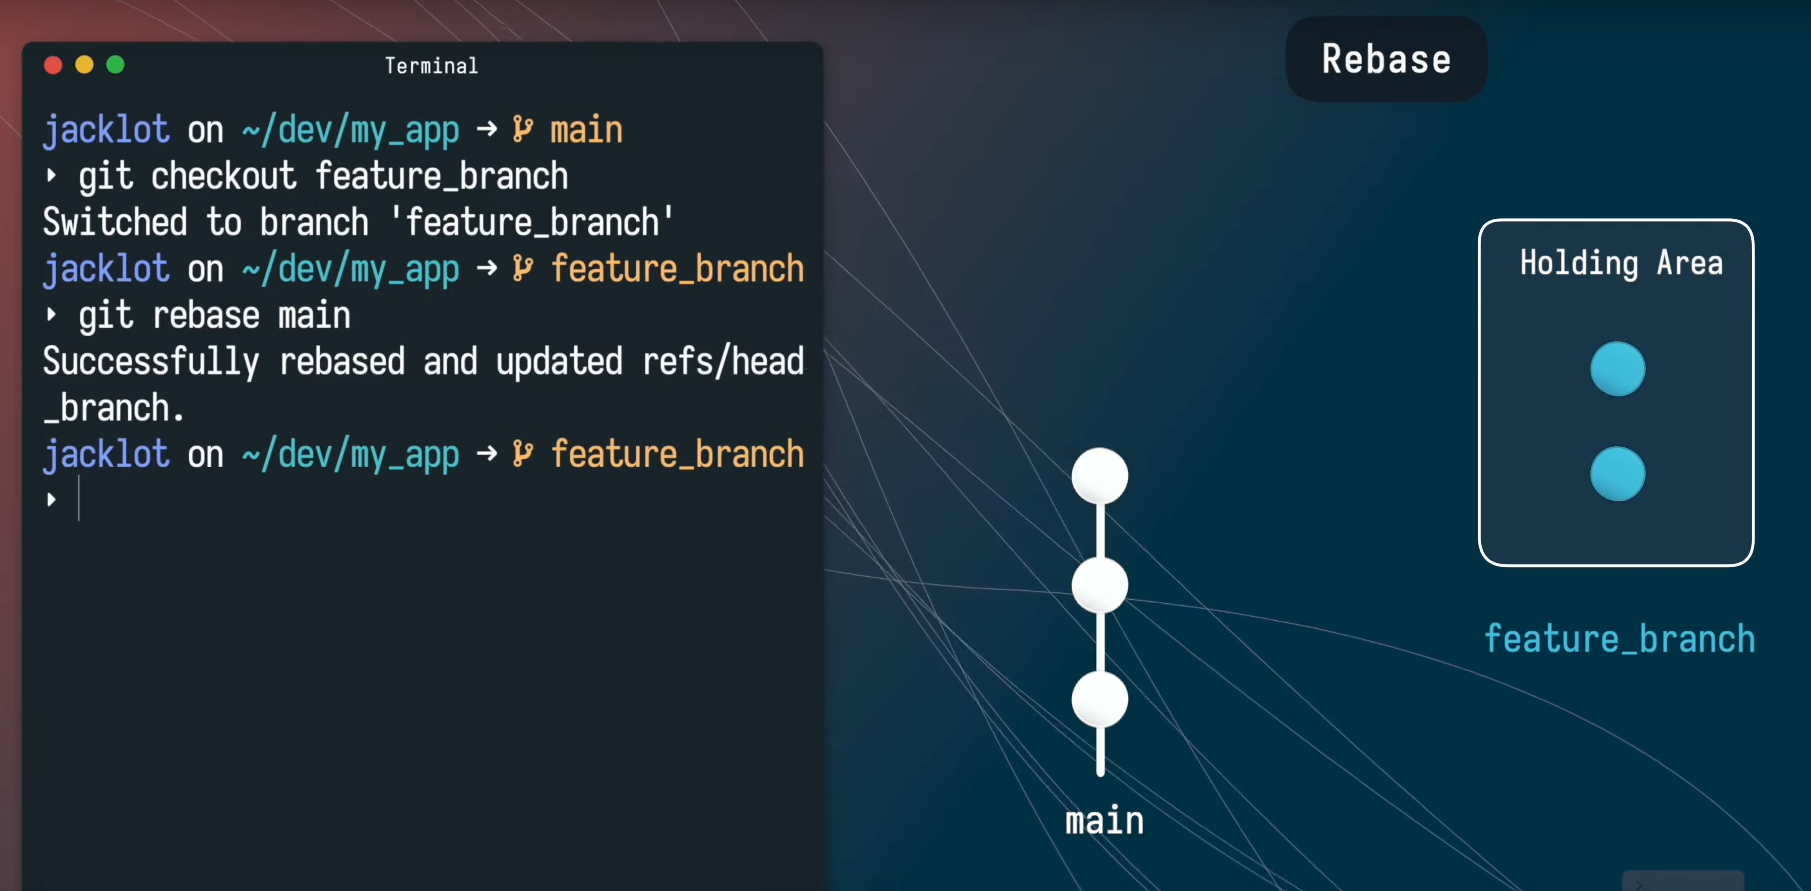 Terminal
jacklot on ~/dev/my_app → main
‣ git checkout feature_branch
Switched to branch 'feature_branch'
jacklot on ~/dev/my_app → feature_branch
‣ git rebase main
Successfully rebased and updated refs/head
_branch.
jacklot on ~/dev/my_app → feature_branch
‣
Rebase
Holding Area
feature_branch
main